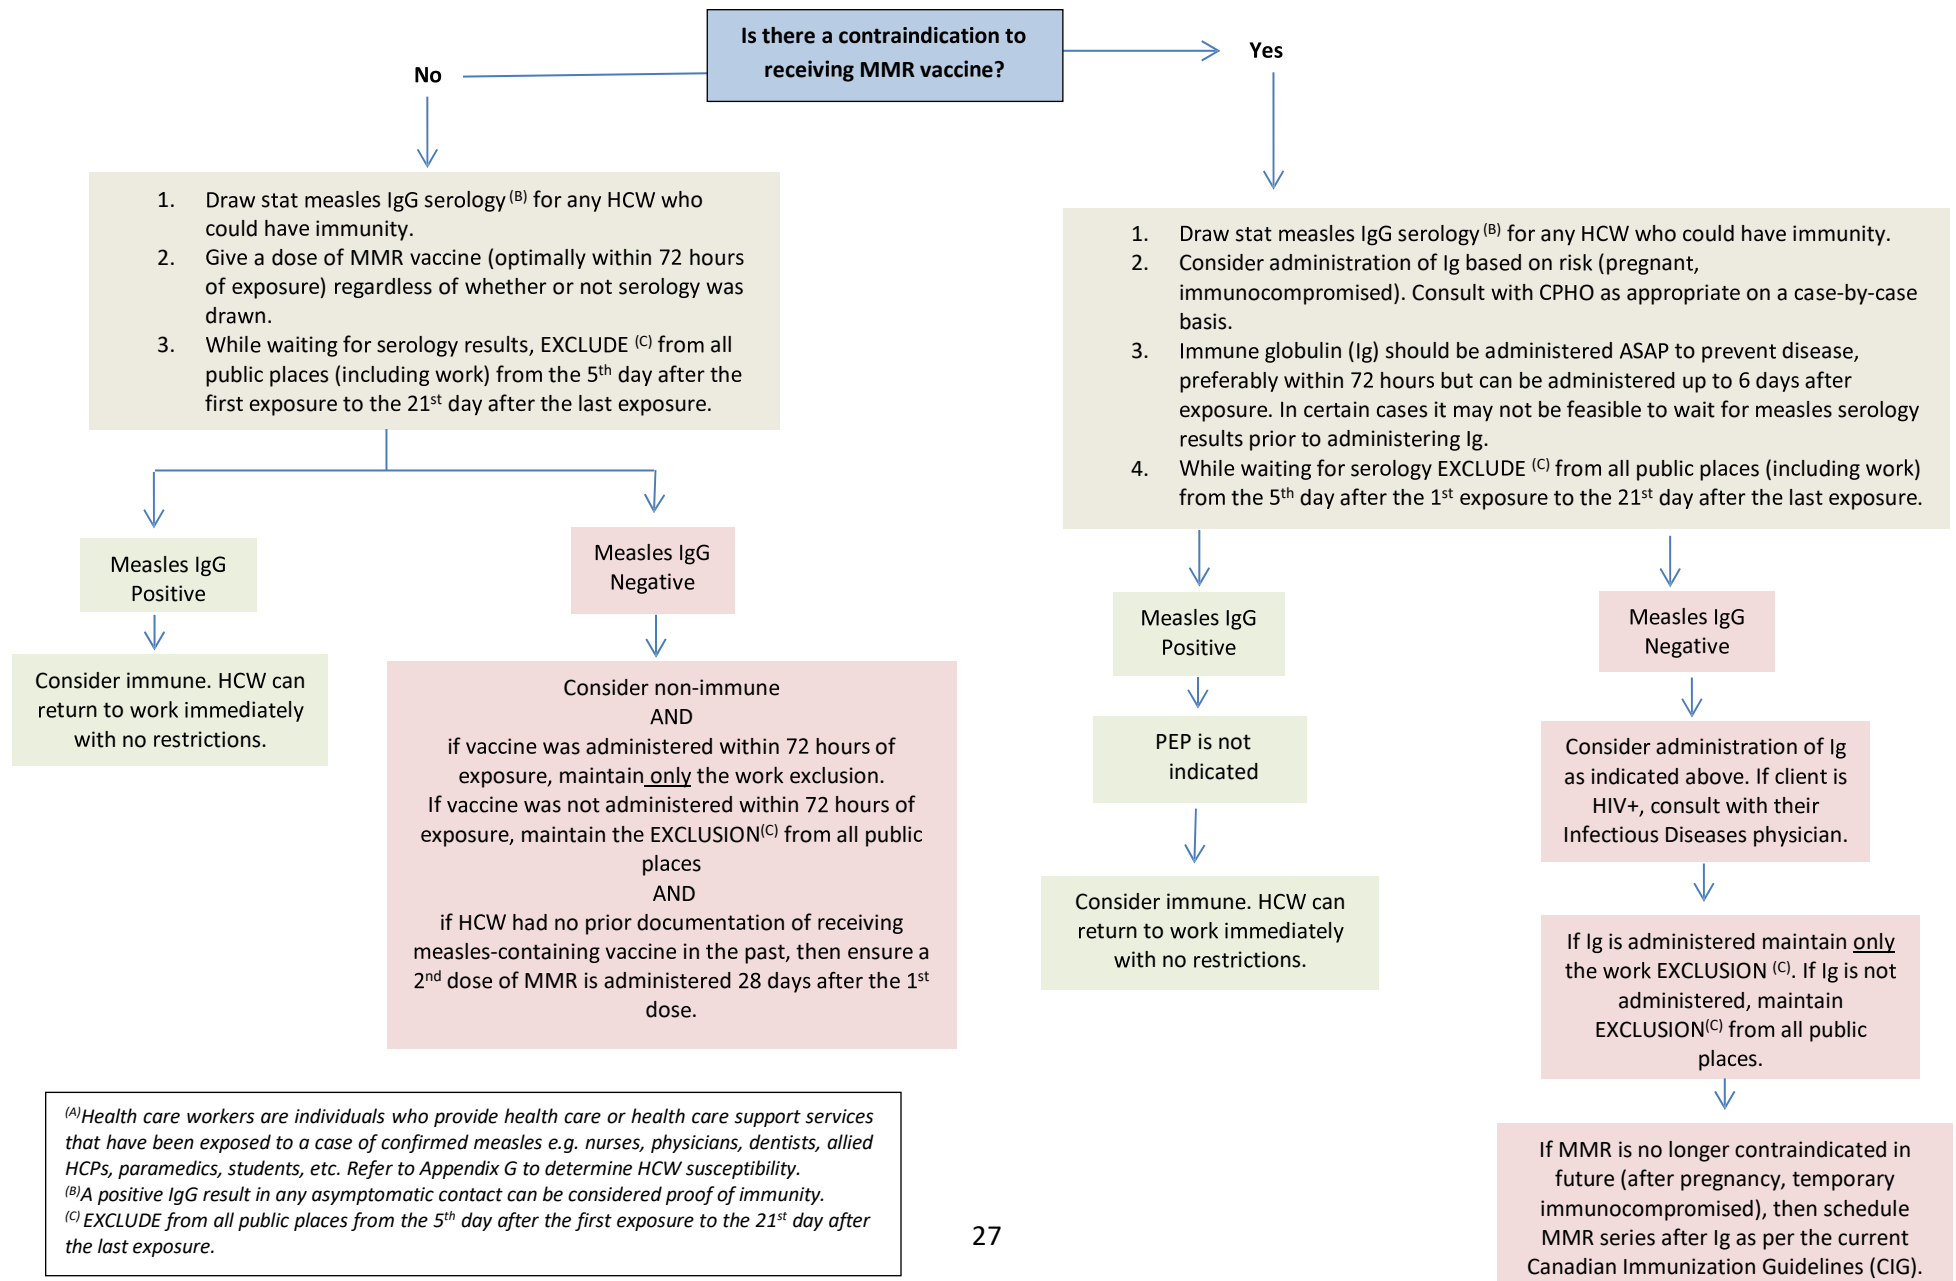 Is there a contraindication to
receiving MMR vaccine?
No
Yes
1. Draw stat measles IgG serology (B) for any HCW who
could have immunity.
2. Give a dose of MMR vaccine (optimally within 72 hours
of exposure) regardless of whether or not serology was
drawn.
3. While waiting for serology results, EXCLUDE (C) from all
public places (including work) from the 5th day after the
first exposure to the 21st day after the last exposure.
1. Draw stat measles IgG serology (B) for any HCW who could have immunity.
2. Consider administration of Ig based on risk (pregnant,
immunocompromised). Consult with CPHO as appropriate on a case-by-case
basis.
3. Immune globulin (Ig) should be administered ASAP to prevent disease,
preferably within 72 hours but can be administered up to 6 days after
exposure. In certain cases it may not be feasible to wait for measles serology
results prior to administering Ig.
4. While waiting for serology EXCLUDE (C) from all public places (including work)
from the 5th day after the 1st exposure to the 21st day after the last exposure.
Measles IgG
Positive
Consider immune. HCW can
return to work immediately
with no restrictions.
Measles IgG
Negative
Consider non-immune
AND
if vaccine was administered within 72 hours of
exposure, maintain only the work exclusion.
If vaccine was not administered within 72 hours of
exposure, maintain the EXCLUSION(C) from all public
places
AND
if HCW had no prior documentation of receiving
measles-containing vaccine in the past, then ensure a
2nd dose of MMR is administered 28 days after the 1st
dose.
Measles IgG
Positive
PEP is not
indicated
Consider immune. HCW can
return to work immediately
with no restrictions.
Measles IgG
Negative
Consider administration of Ig
as indicated above. If client is
HIV+, consult with their
Infectious Diseases physician.
If Ig is administered maintain only
the work EXCLUSION (C). If Ig is not
administered, maintain
EXCLUSION(C) from all public
places.
If MMR is no longer contraindicated in
future (after pregnancy, temporary
immunocompromised), then schedule
MMR series after Ig as per the current
Canadian Immunization Guidelines (CIG).
(A)Health care workers are individuals who provide health care or health care support services
that have been exposed to a case of confirmed measles e.g. nurses, physicians, dentists, allied
HCPs, paramedics, students, etc. Refer to Appendix G to determine HCW susceptibility.
(B)A positive IgG result in any asymptomatic contact can be considered proof of immunity.
(C) EXCLUDE from all public places from the 5th day after the first exposure to the 21st day after
the last exposure.
27